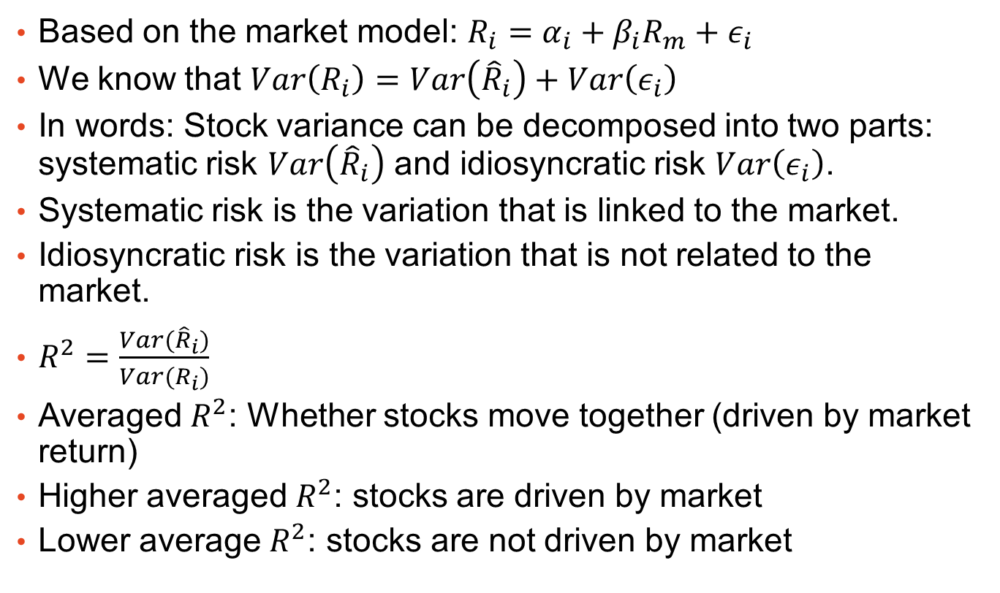 • Based on the market model: $R_i = \alpha_i + \beta_i R_m + \epsilon_i$
• We know that $Var(R_i) = Var(\hat{R}_i) + Var(\epsilon_i)$
• In words: Stock variance can be decomposed into two parts:
systematic risk $Var(\hat{R}_i)$ and idiosyncratic risk $Var(\epsilon_i)$.
• Systematic risk is the variation that is linked to the market.
• Idiosyncratic risk is the variation that is not related to the
market.
• $R^2 = \frac{Var(\hat{R}_i)}{Var(R_i)}$
• Averaged $R^2$: Whether stocks move together (driven by market
return)
• Higher averaged $R^2$: stocks are driven by market
• Lower average $R^2$: stocks are not driven by market